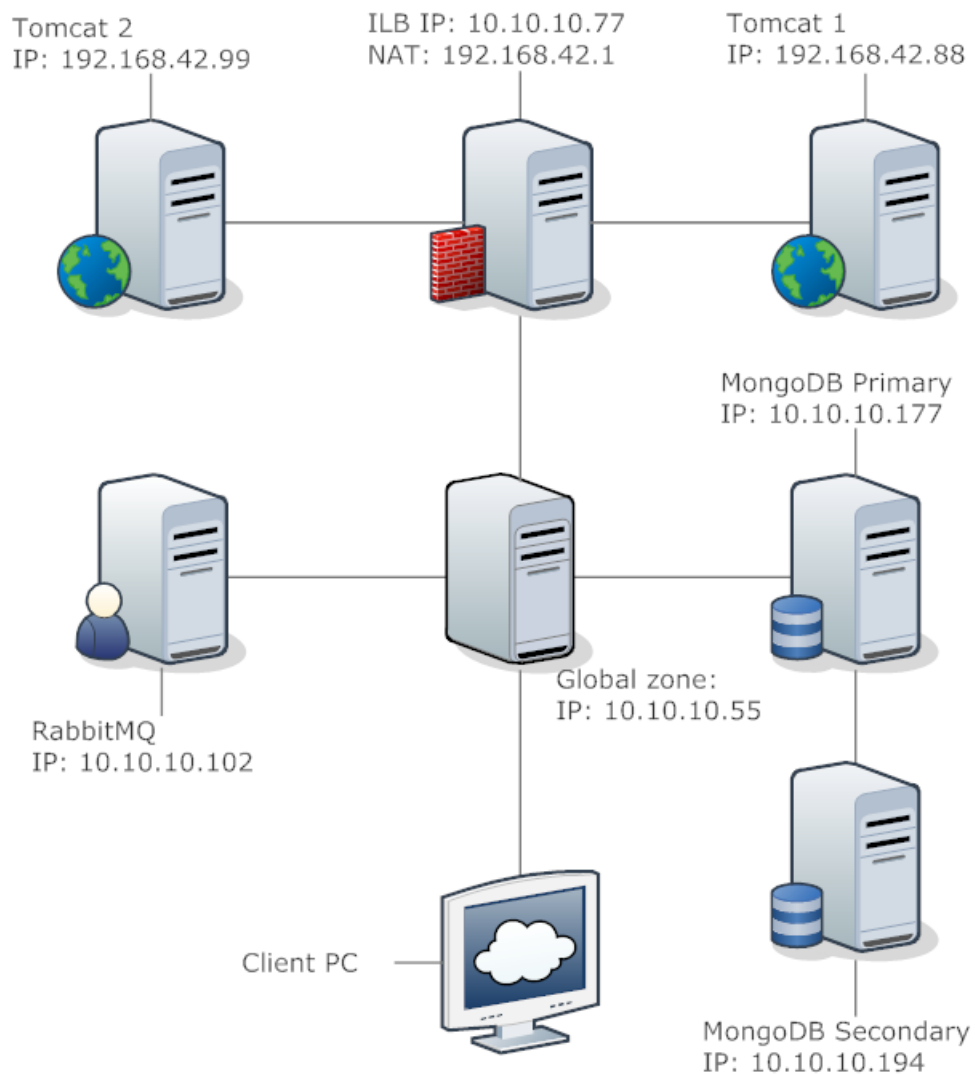 Tomcat 2
IP: 192.168.42.99
ILB IP: 10.10.10.77
NAT: 192.168.42.1
Tomcat 1
IP: 192.168.42.88
MongoDB Primary
IP: 10.10.10.177
Global zone:
IP: 10.10.10.55
RabbitMQ
IP: 10.10.10.102
Client PC
MongoDB Secondary
IP: 10.10.10.194